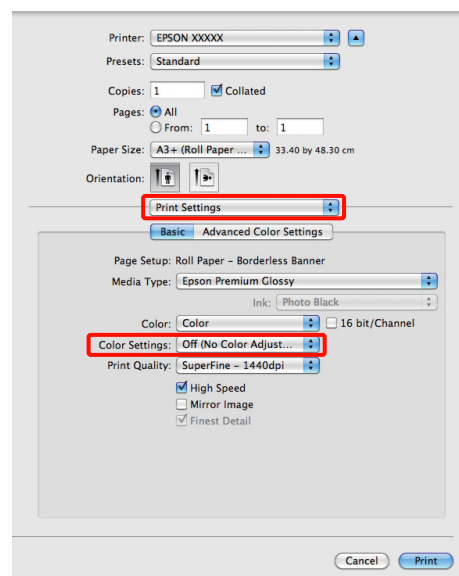 Printer: EPSON XXXXX
Presets: Standard
Copies: 1 Collated
Pages: All
From: 1 to: 1
Paper Size: A3+ (Roll Paper ... 33.40 by 48.30 cm
Orientation:
Print Settings
Basic Advanced Color Settings
Page Setup: Roll Paper - Borderless Banner
Media Type: Epson Premium Glossy
Ink: Photo Black
Color: Color 16 bit/Channel
Color Settings: Off (No Color Adjust...
Print Quality: SuperFine - 1440dpi
High Speed
Mirror Image
Finest Detail
Cancel Print